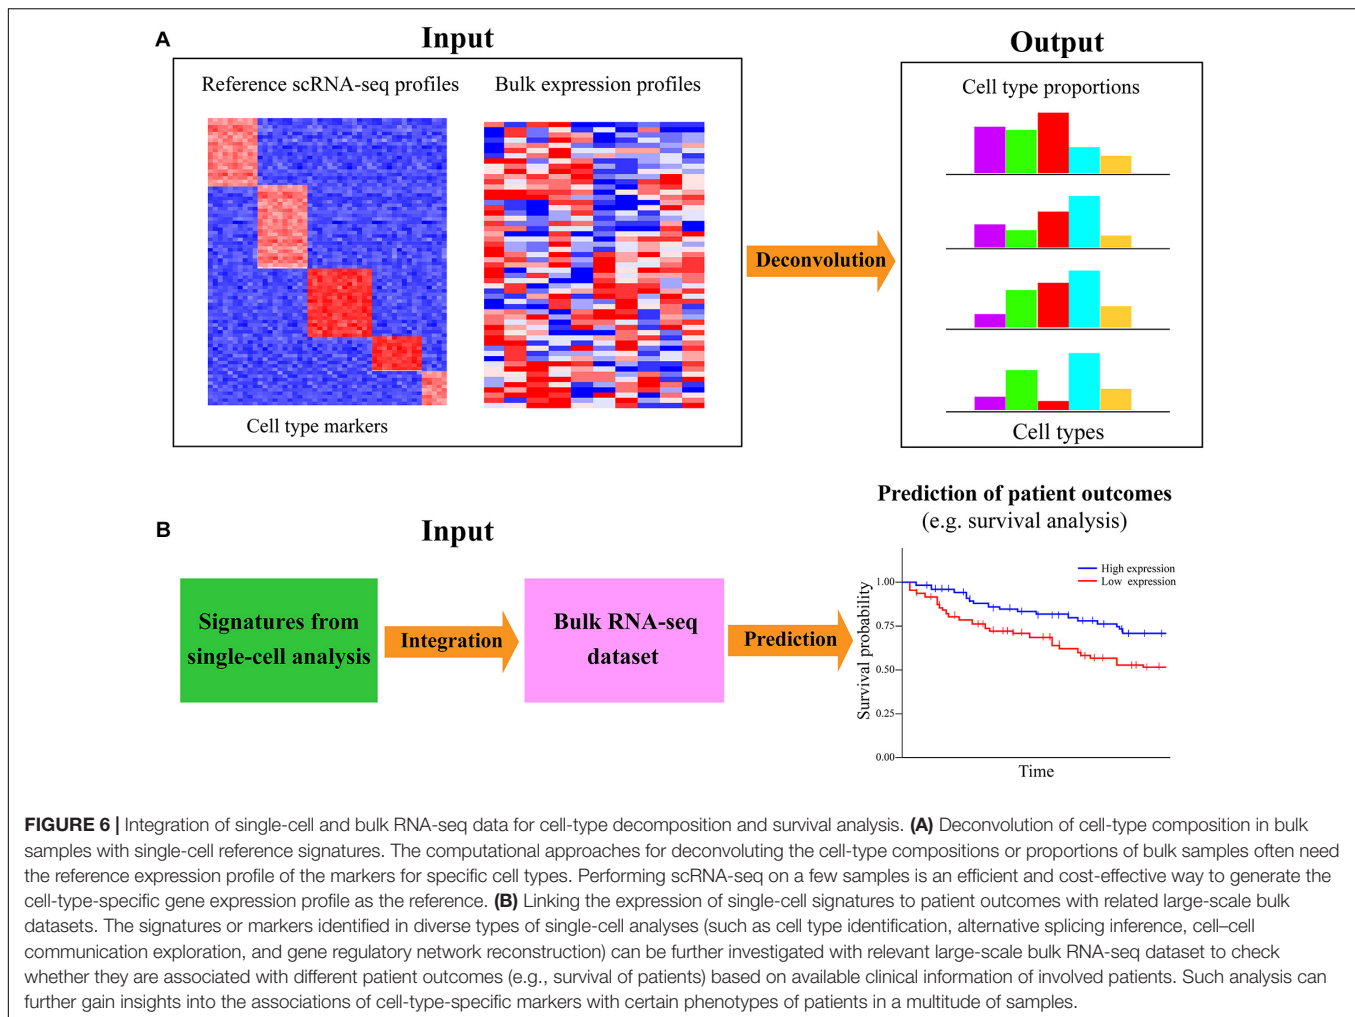 A
Input
Output
Reference scRNA-seq profiles
Bulk expression profiles
Cell type proportions
Deconvolution
Cell type markers
Cell types
Prediction of patient outcomes
(e.g. survival analysis)
B
Input
Signatures from
single-cell analysis
Integration
Bulk RNA-seq
dataset
Prediction
Survival probability
1.00
0.75
0.50
0.25
0.00
High expression
Low expression
Time
FIGURE 6 | Integration of single-cell and bulk RNA-seq data for cell-type decomposition and survival analysis. (A) Deconvolution of cell-type composition in bulk
samples with single-cell reference signatures. The computational approaches for deconvoluting the cell-type compositions or proportions of bulk samples often need
the reference expression profile of the markers for specific cell types. Performing scRNA-seq on a few samples is an efficient and cost-effective way to generate the
cell-type-specific gene expression profile as the reference. (B) Linking the expression of single-cell signatures to patient outcomes with related large-scale bulk
datasets. The signatures or markers identified in diverse types of single-cell analyses (such as cell type identification, alternative splicing inference, cell–cell
communication exploration, and gene regulatory network reconstruction) can be further investigated with relevant large-scale bulk RNA-seq dataset to check
whether they are associated with different patient outcomes (e.g., survival of patients) based on available clinical information of involved patients. Such analysis can
further gain insights into the associations of cell-type-specific markers with certain phenotypes of patients in a multitude of samples.